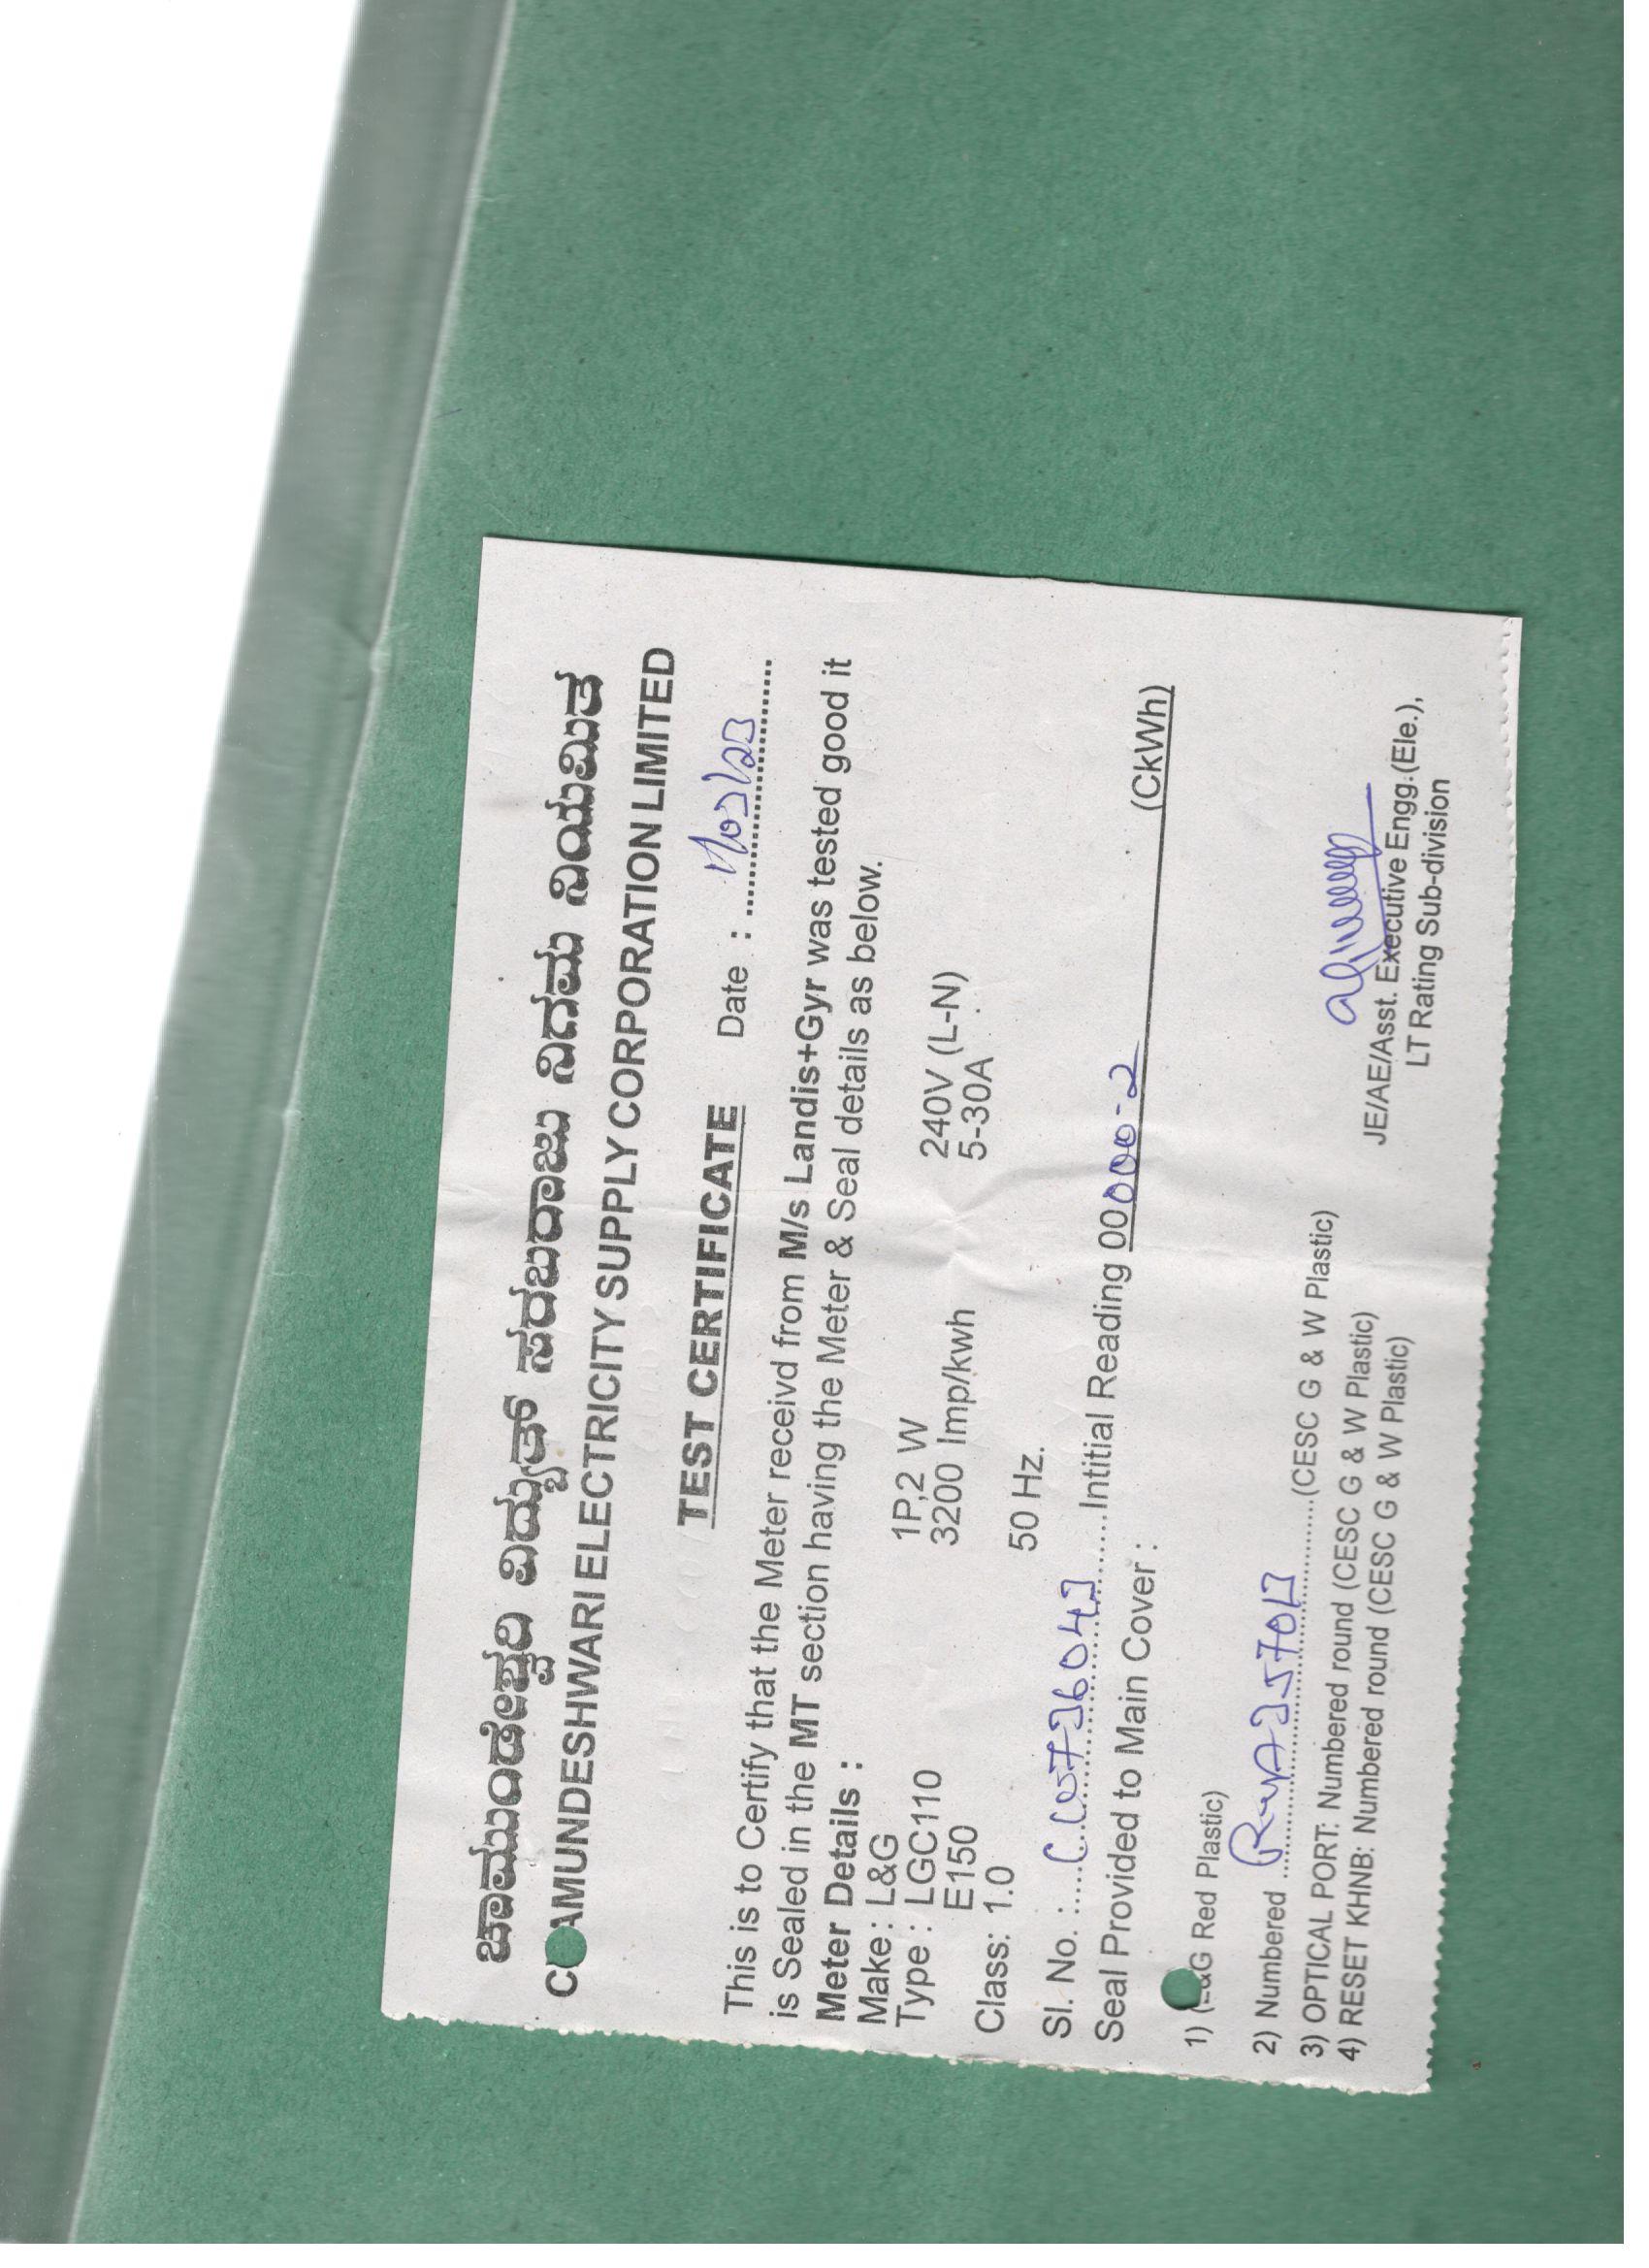 ಚಾಮುಂಡೇಶ್ವರಿ ವಿದ್ಯುತ್ ಸರಬರಾಜು ನಿಗಮ ನಿಯಮಿತ
C AMUNDESHWARI ELECTRICITY SUPPLY CORPORATION LIMITED
TEST CERTIFICATE Date :
This is to Certify that the Meter receivd from M/s Landis+Gyr was tested good it
is Sealed in the MT section having the Meter & Seal details as below.
Meter Details :
Make : L&G 1P,2 W 240V (L-N)
Type : LGC110 3200 Imp/kwh 5-30A
E150
Class: 1.0 50 Hz.
Sl. No. : Intitial Reading 00000-2 (CkWh)
Seal Provided to Main Cover :
1) (L&G Red Plastic)
2) Numbered (CESC G & W Plastic)
3) OPTICAL PORT: Numbered round (CESC G & W Plastic)
4) RESET KHNB: Numbered round (CESC G & W Plastic)
JE/AE/Asst. Executive Engg.(Ele.),
LT Rating Sub-division